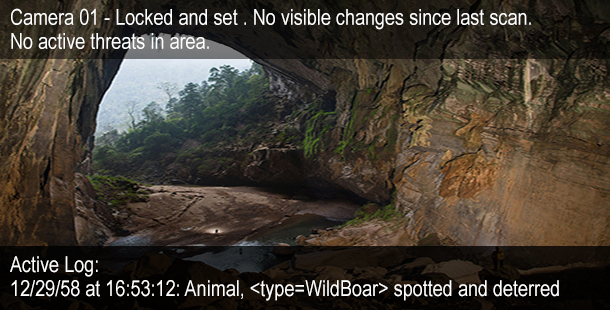 Camera 01 - Locked and set . No visible changes since last scan.
No active threats in area.
Active Log:
12/29/58 at 16:53:12: Animal, <type=WildBoar> spotted and deterred